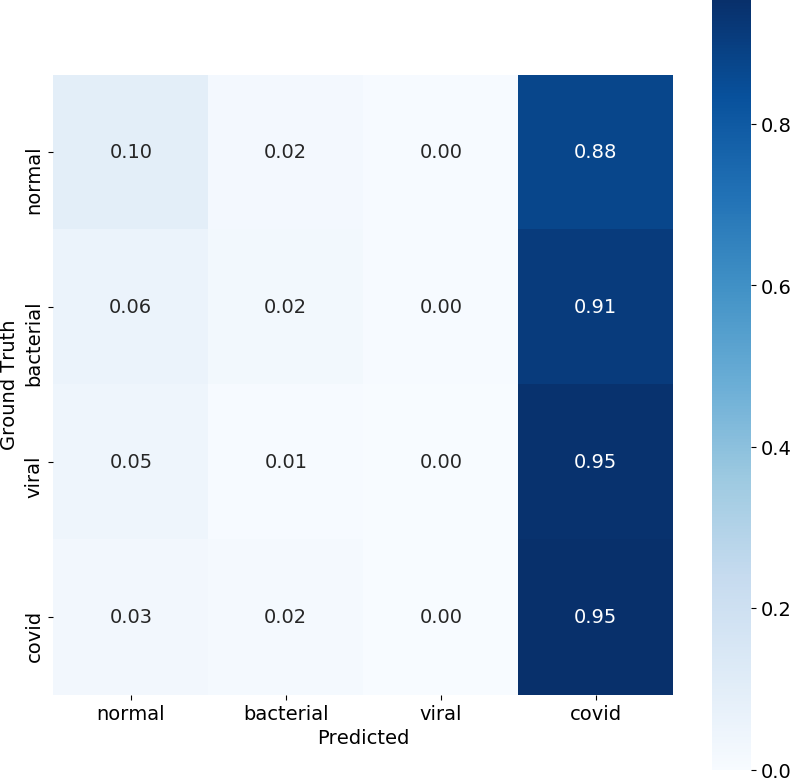 0.8
0.6
0.4
0.2
0.0
Ground Truth
normal
bacterial
viral
covid
0.10 0.02 0.00 0.88
0.06 0.02 0.00 0.91
0.05 0.01 0.00 0.95
0.03 0.02 0.00 0.95
normal bacterial viral covid
Predicted